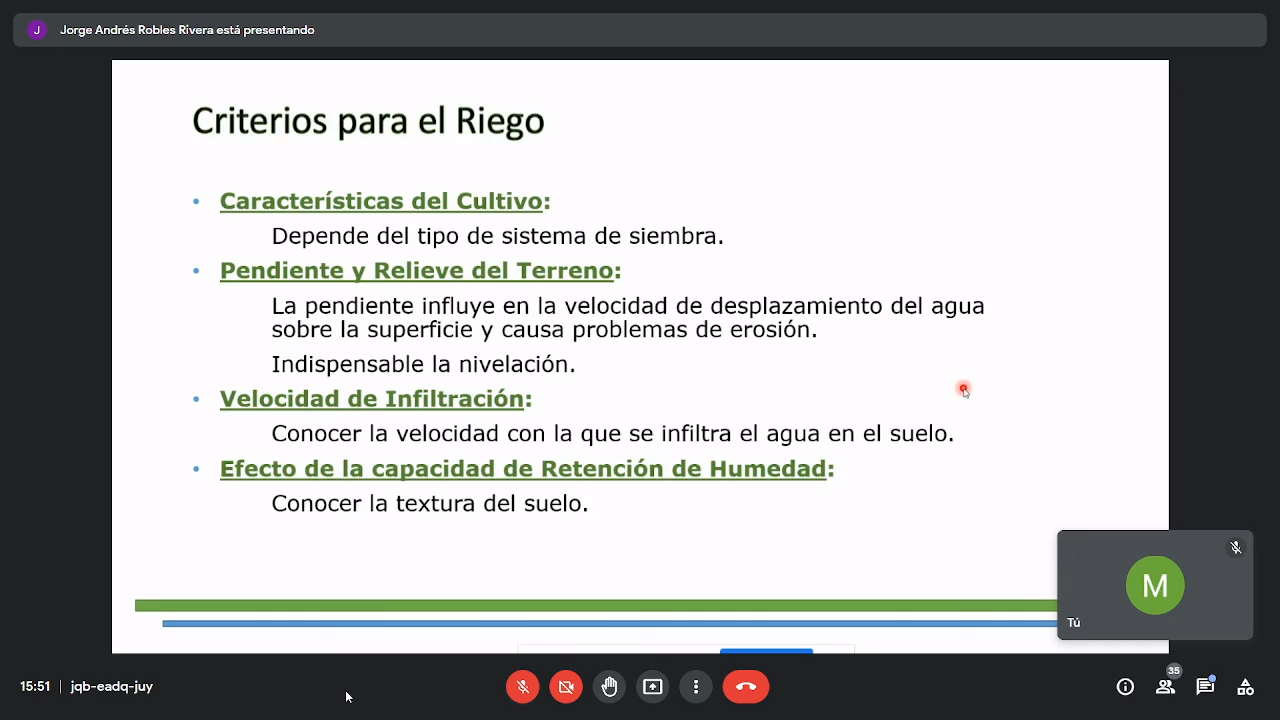 J Jorge Andrés Robles Rivera está presentando
Criterios para el Riego
• Características del Cultivo:
Depende del tipo de sistema de siembra.
• Pendiente y Relieve del Terreno:
La pendiente influye en la velocidad de desplazamiento del agua
sobre la superficie y causa problemas de erosión.
Indispensable la nivelación.
• Velocidad de Infiltración:
Conocer la velocidad con la que se infiltra el agua en el suelo.
• Efecto de la capacidad de Retención de Humedad:
Conocer la textura del suelo.
M
Tú
15:51 | jqb-eadq-juy
35